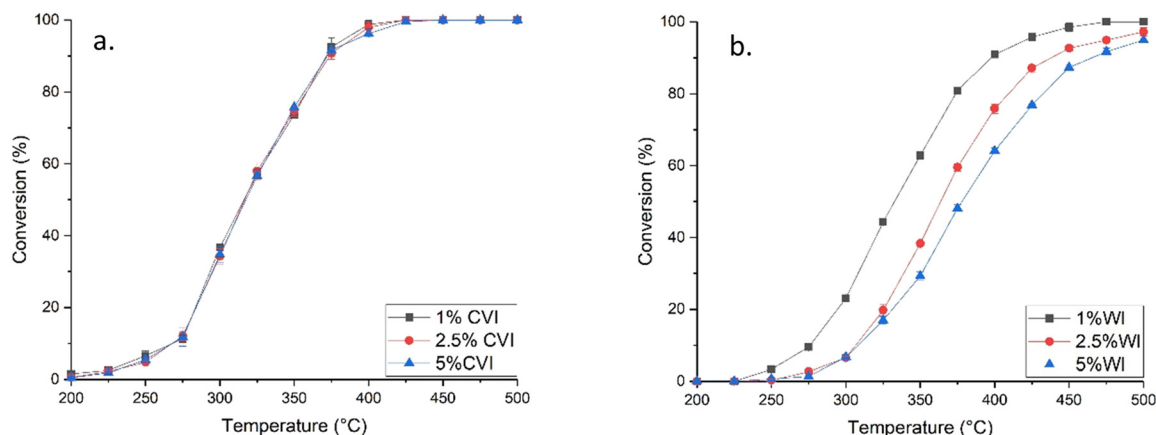 a.
100
80
60
40
20
0
Conversion (%)
200 250 300 350 400 450 500
Temperature (°C)
1% CVI
2.5% CVI
5%CVI
b.
100
80
60
40
20
0
Conversion (%)
200 250 300 350 400 450 500
Temperature (°C)
1%WI
2.5%WI
5%WI